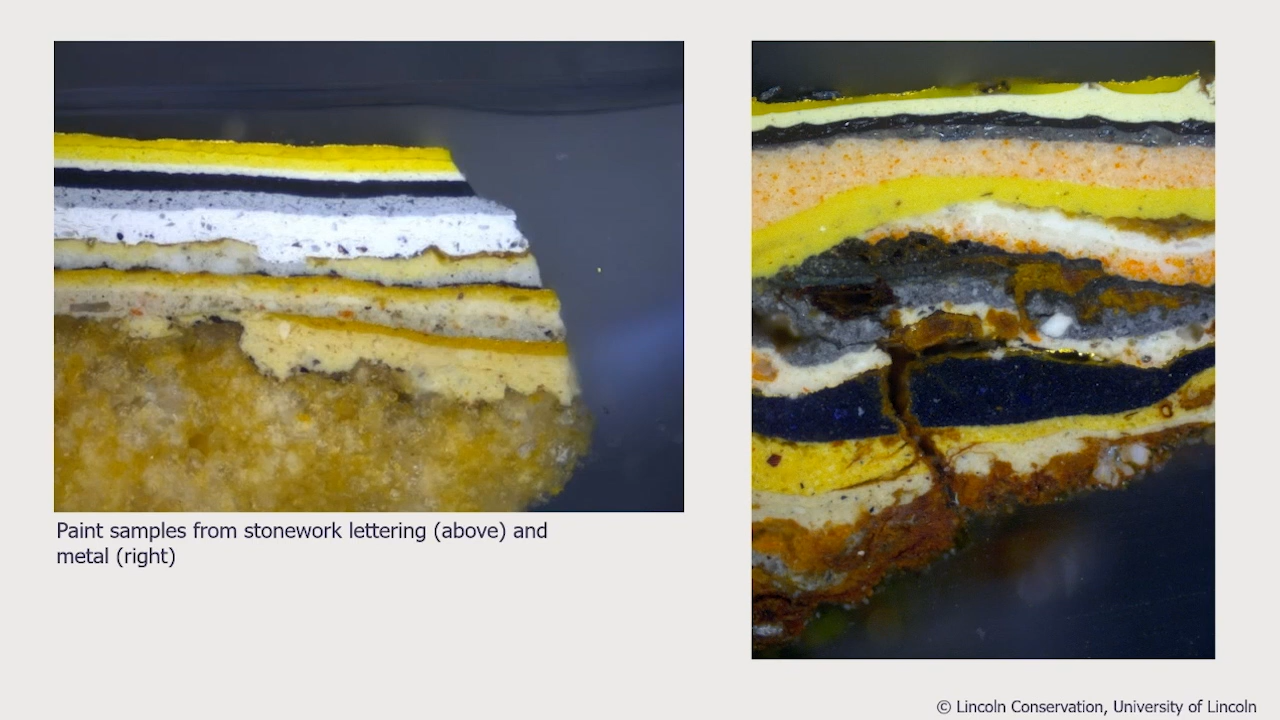 Paint samples from stonework lettering (above) and
metal (right)
© Lincoln Conservation, University of Lincoln